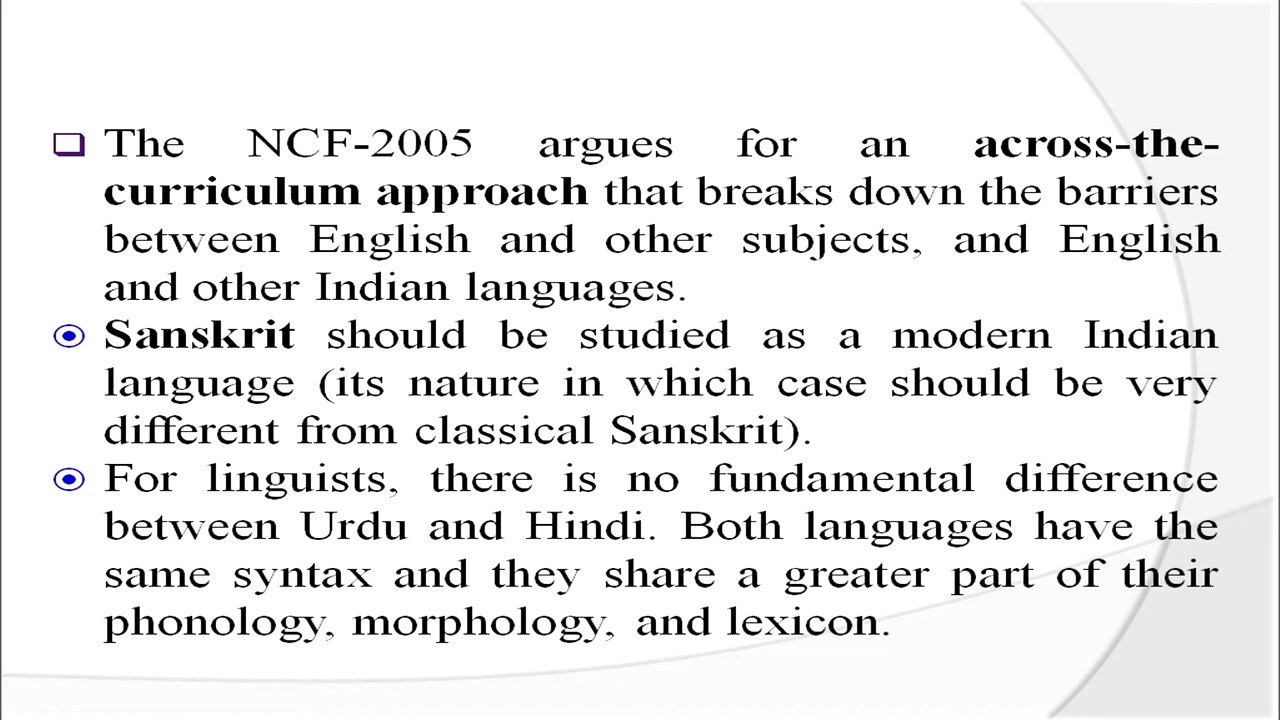 The NCF-2005 argues for an across-the-
curriculum approach that breaks down the barriers
between English and other subjects, and English
and other Indian languages.
Sanskrit should be studied as a modern Indian
language (its nature in which case should be very
different from classical Sanskrit).
For linguists, there is no fundamental difference
between Urdu and Hindi. Both languages have the
same syntax and they share a greater part of their
phonology, morphology, and lexicon.